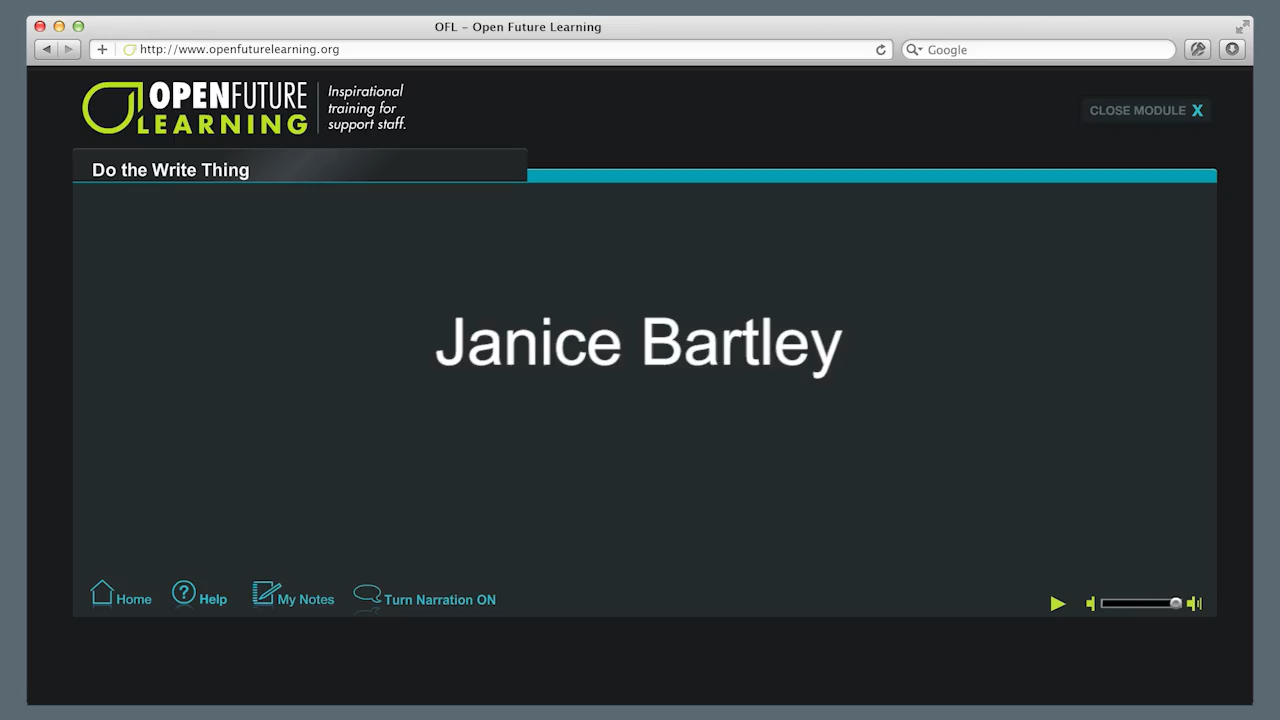 OFL – Open Future Learning
http://www.openfuturelearning.org
Google
OPENFUTURE
LEARNING
Inspirational
training for
support staff.
CLOSE MODULE X
Do the Write Thing
Janice Bartley
Home
Help
My Notes
Turn Narration ON